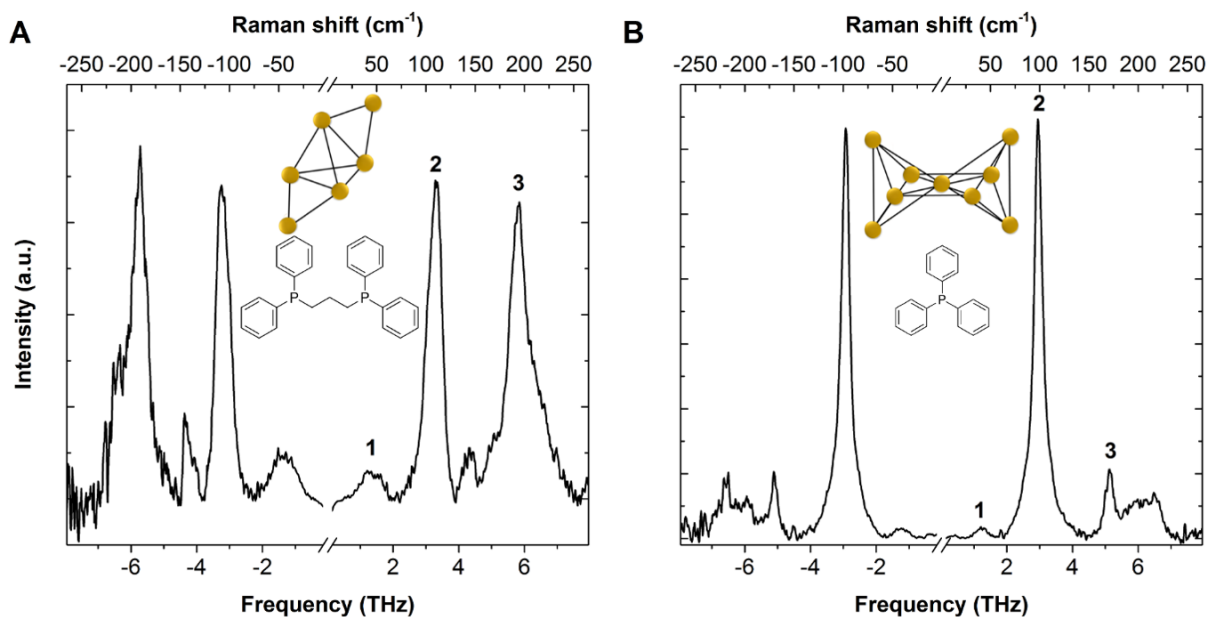 A
Raman shift (cm-1)
-250 -200 -150 -100 -50 50 100 150 200 250
1
2
3
P P
Intensity (a.u.)
-6 -4 -2 2 4 6
Frequency (THz)
B
Raman shift (cm-1)
-250 -200 -150 -100 -50 50 100 150 200 250
1
2
3
P
-6 -4 -2 2 4 6
Frequency (THz)